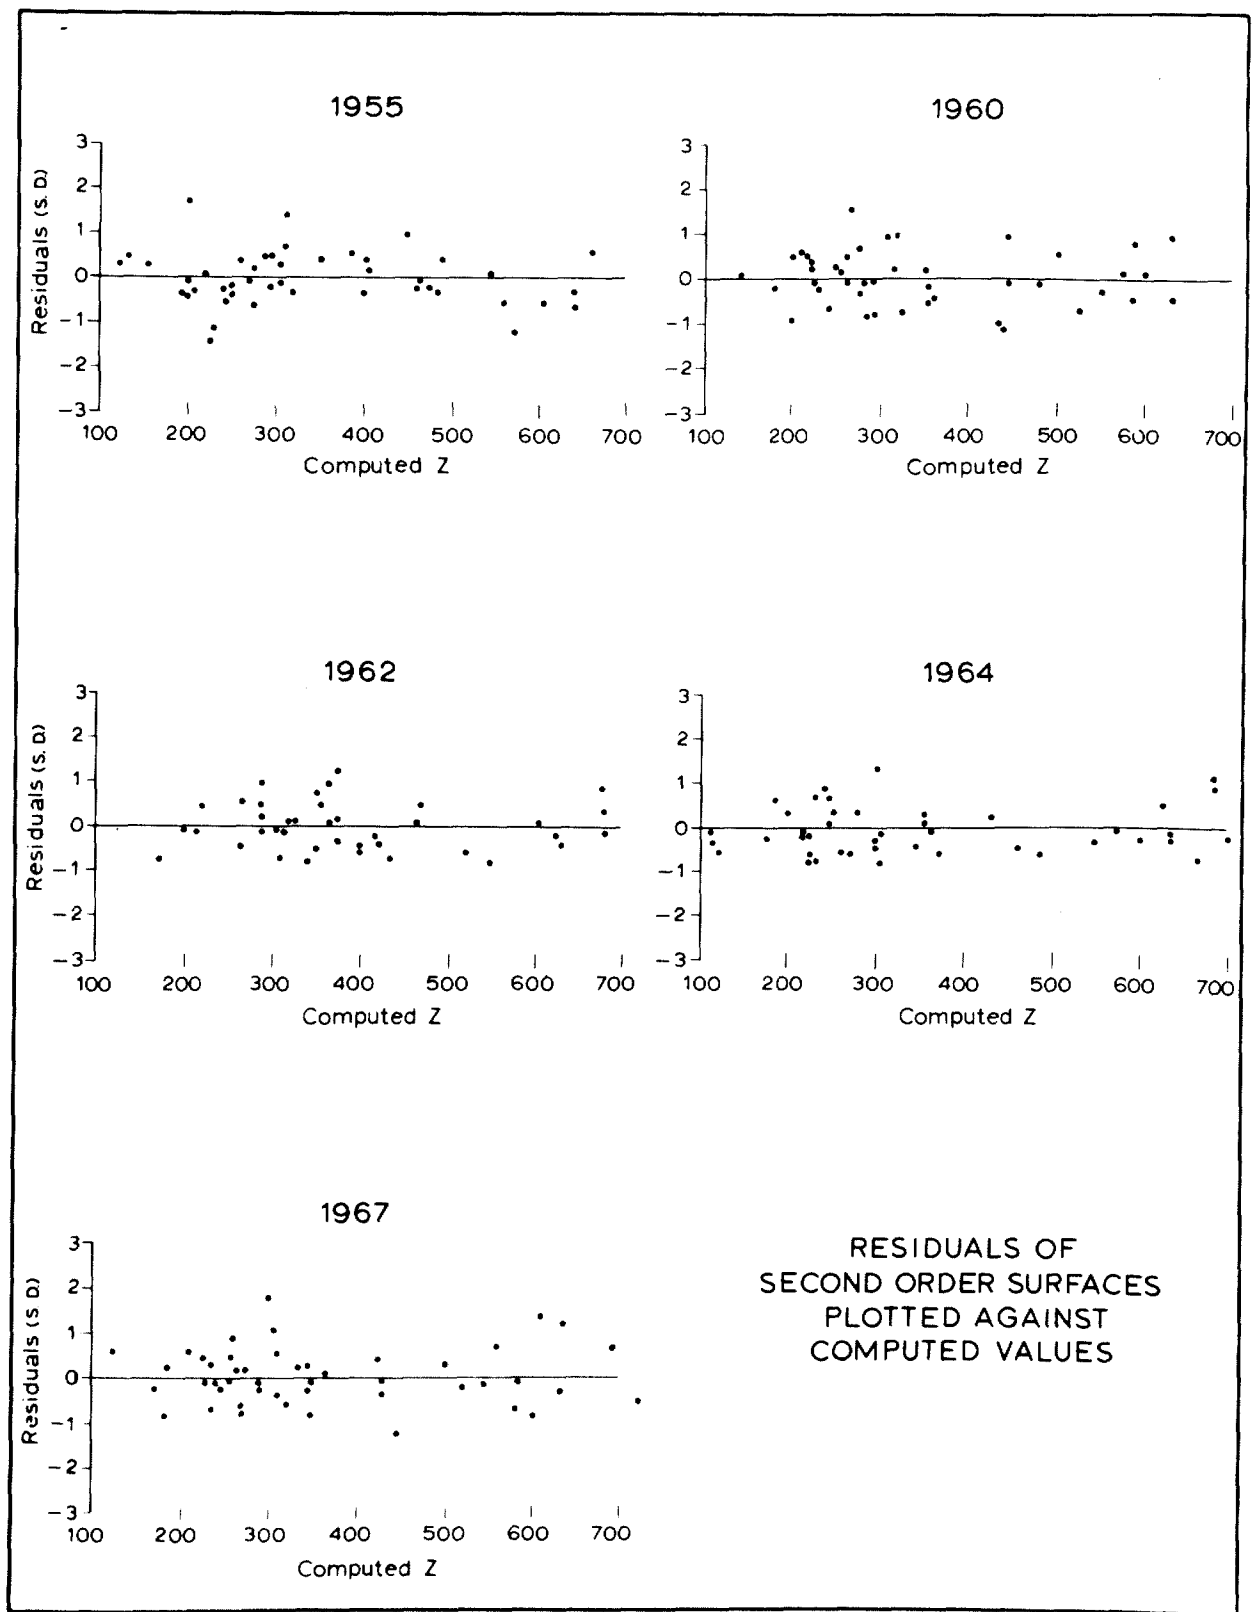 1955
3
2
1
0
−1
−2
−3
Residuals (S.D.)
100 200 300 400 500 600 700
Computed Z
1960
3
2
1
0
−1
−2
−3
100 200 300 400 500 600 700
Computed Z
1962
3
2
1
0
−1
−2
−3
Residuals (S.D.)
100 200 300 400 500 600 700
Computed Z
1964
3
2
1
0
−1
−2
−3
100 200 300 400 500 600 700
Computed Z
1967
3
2
1
0
−1
−2
−3
Residuals (S D.)
100 200 300 400 500 600 700
Computed Z
RESIDUALS OF
SECOND ORDER SURFACES
PLOTTED AGAINST
COMPUTED VALUES